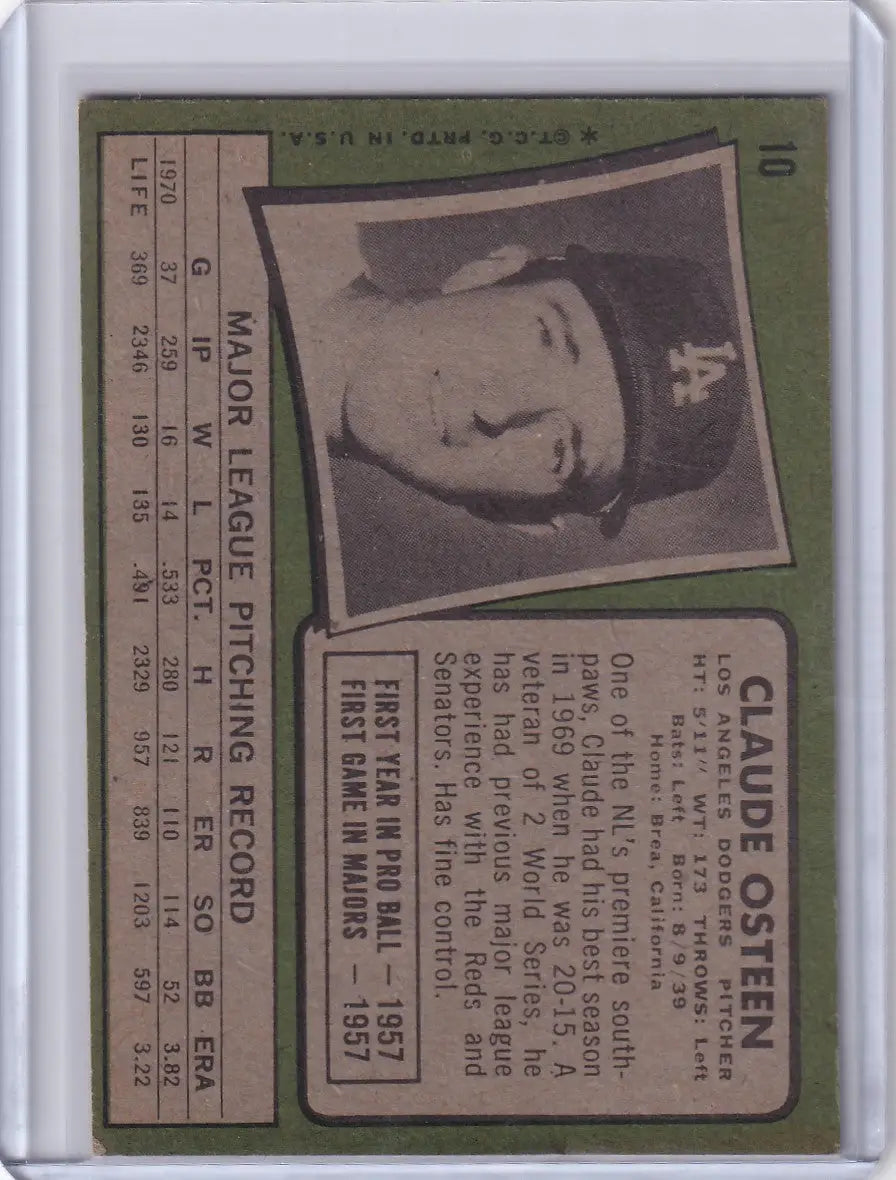 10
* ©T.C.G. PRTD. IN U.S.A.
LA
CLAUDE OSTEEN
LOS ANGELES DODGERS PITCHER
HT: 5'11" WT: 173 THROWS: Left
Bats: Left Born: 8/9/39
Home: Brea, California
One of the NL's premiere south-
paws, Claude had his best season
in 1969 when he was 20-15. A
veteran of 2 World Series, he
has had previous major league
experience with the Reds and
Senators. Has fine control.
FIRST YEAR IN PRO BALL — 1957
FIRST GAME IN MAJORS — 1957
MAJOR LEAGUE PITCHING RECORD
G IP W L PCT. H R ER SO BB ERA
1970 37 259 16 14 .533 280 121 110 114 52 3.82
LIFE 369 2346 130 135 .491 2329 957 839 1203 597 3.22